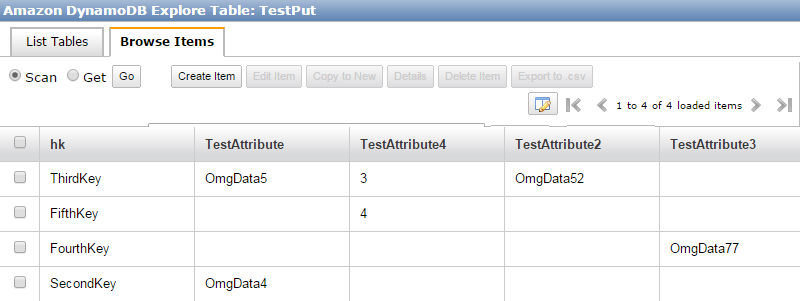 Amazon DynamoDB Explore Table: TestPut
List Tables Browse Items
Scan Get Go Create Item Edit Item Copy to New Details Delete Item Export to .csv
1 to 4 of 4 loaded items
hk TestAttribute TestAttribute4 TestAttribute2 TestAttribute3
ThirdKey OmgData5 3 OmgData52
FifthKey 4
FourthKey OmgData77
SecondKey OmgData4